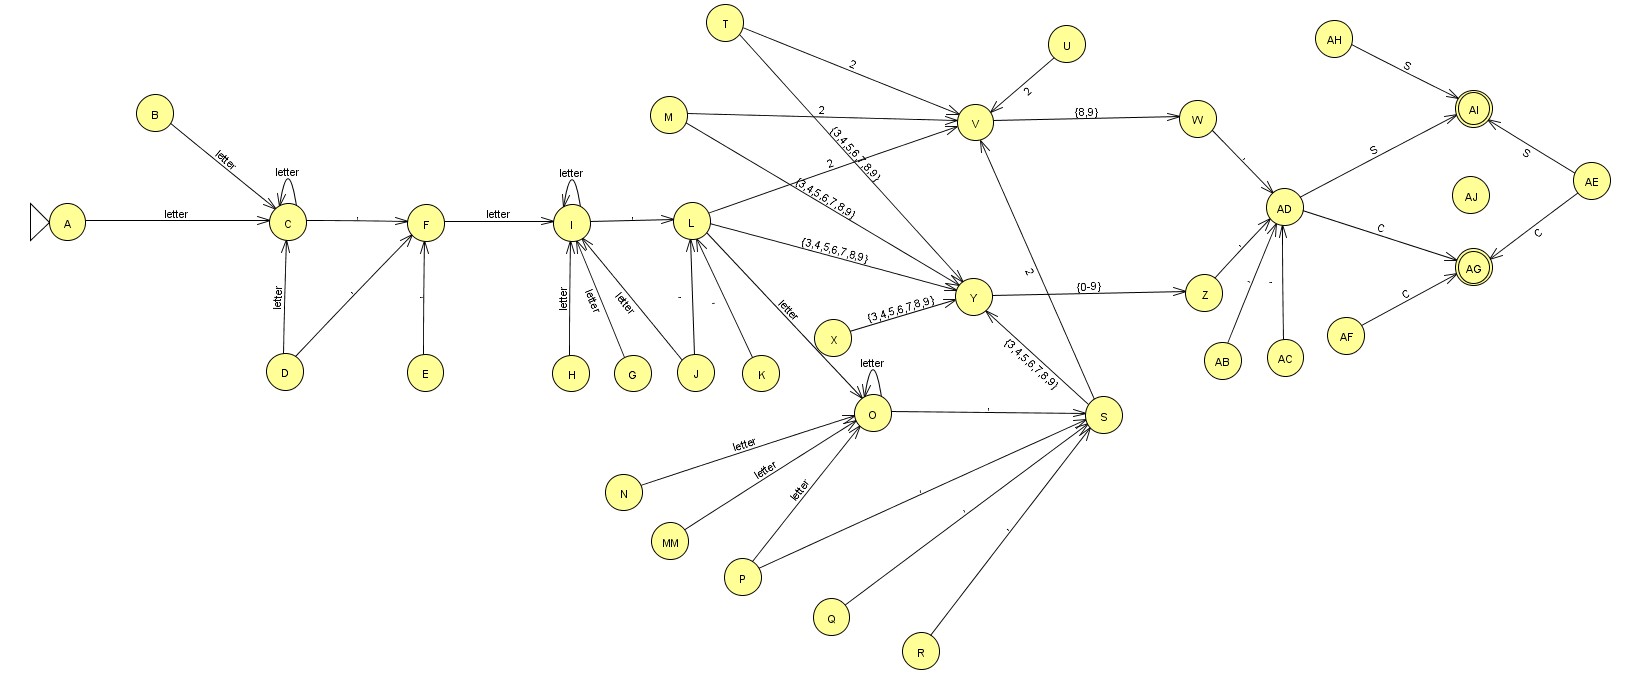 T
U
AH
2
S
2
B
M
2
{8,9}
V
W
AI
{3,4,5,6,7,8,9}
,
S
S
letter
2
letter
letter
{3,4,5,6,7,8,9}
AE
AJ
A
letter
C
,
F
letter
I
,
L
AD
C
C
{3,4,5,6,7,8,9}
,
AG
2
letter
,
,
letter
letter
letter
,
,
letter
Y
{0-9}
Z
,
,
C
{3,4,5,6,7,8,9}
X
AF
{3,4,5,6,7,8,9}
AB
AC
D
E
H
G
J
K
letter
O
,
S
letter
letter
letter
N
,
,
,
MM
P
Q
R